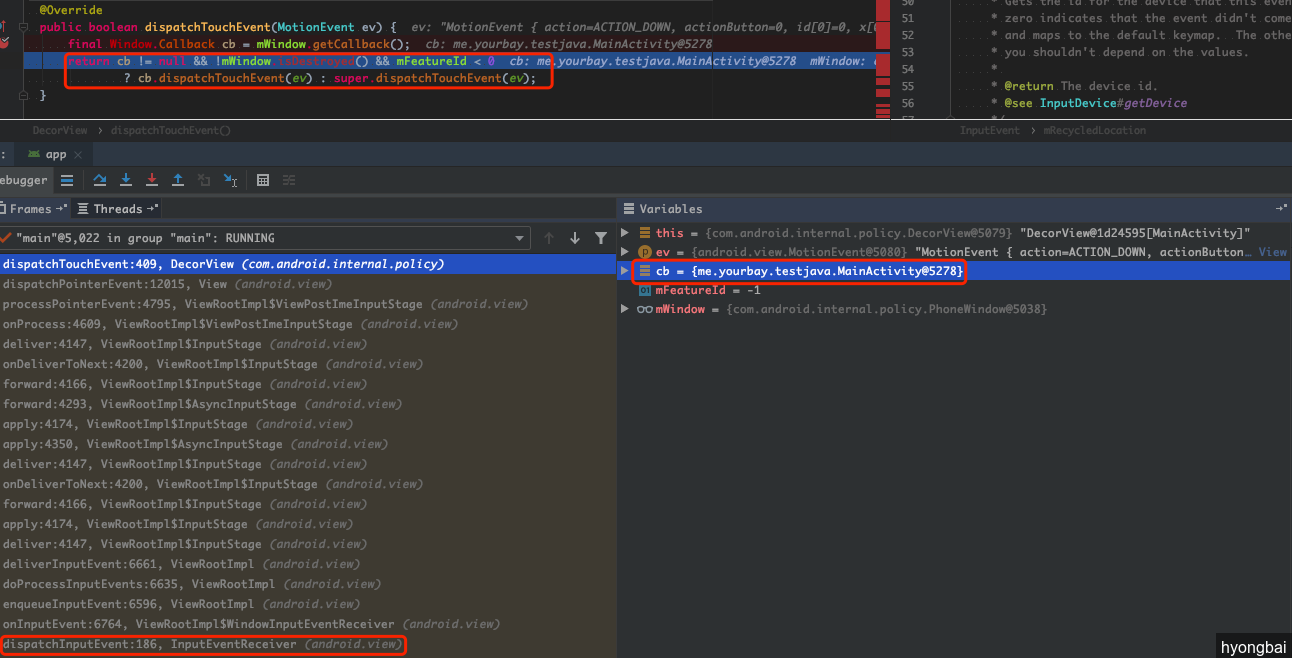 @Override
public boolean dispatchTouchEvent(MotionEvent ev) { ev: "MotionEvent { action=ACTION_DOWN, actionButton=0, id[0]=0, x[
final Window.Callback cb = mWindow.getCallback(); cb: me.yourbay.testjava.MainActivity@5278
return cb != null && !mWindow.isDestroyed() && mFeatureId < 0 cb: me.yourbay.testjava.MainActivity@5278 mWindow:
? cb.dispatchTouchEvent(ev) : super.dispatchTouchEvent(ev);
}
50 * Gets the id for the device that this even
51 * zero indicates that the event didn't come
52 * and maps to the default keymap. The othe
53 * you shouldn't depend on the values.
54 *
55 * @return The device id.
56 * @see InputDevice#getDevice
57 */
DecorView › dispatchTouchEvent()
InputEvent › mRecycledLocation
: app ×
ebugger
Frames →"
Threads →"
"main"@5,022 in group "main": RUNNING
dispatchTouchEvent:409, DecorView (com.android.internal.policy)
dispatchPointerEvent:12015, View (android.view)
processPointerEvent:4795, ViewRootImpl$ViewPostImeInputStage (android.view)
onProcess:4609, ViewRootImpl$ViewPostImeInputStage (android.view)
deliver:4147, ViewRootImpl$InputStage (android.view)
onDeliverToNext:4200, ViewRootImpl$InputStage (android.view)
forward:4166, ViewRootImpl$InputStage (android.view)
forward:4293, ViewRootImpl$AsyncInputStage (android.view)
apply:4174, ViewRootImpl$InputStage (android.view)
apply:4350, ViewRootImpl$AsyncInputStage (android.view)
deliver:4147, ViewRootImpl$InputStage (android.view)
onDeliverToNext:4200, ViewRootImpl$InputStage (android.view)
forward:4166, ViewRootImpl$InputStage (android.view)
apply:4174, ViewRootImpl$InputStage (android.view)
deliver:4147, ViewRootImpl$InputStage (android.view)
deliverInputEvent:6661, ViewRootImpl (android.view)
doProcessInputEvents:6635, ViewRootImpl (android.view)
enqueueInputEvent:6596, ViewRootImpl (android.view)
onInputEvent:6764, ViewRootImpl$WindowInputEventReceiver (android.view)
dispatchInputEvent:186, InputEventReceiver (android.view)
Variables
this = {com.android.internal.policy.DecorView@5079} "DecorView@1d24595[MainActivity]"
ev = {android.view.MotionEvent@5080} "MotionEvent { action=ACTION_DOWN, actionButton… View
cb = {me.yourbay.testjava.MainActivity@5278}
mFeatureId = -1
mWindow = {com.android.internal.policy.PhoneWindow@5038}
hyongbai